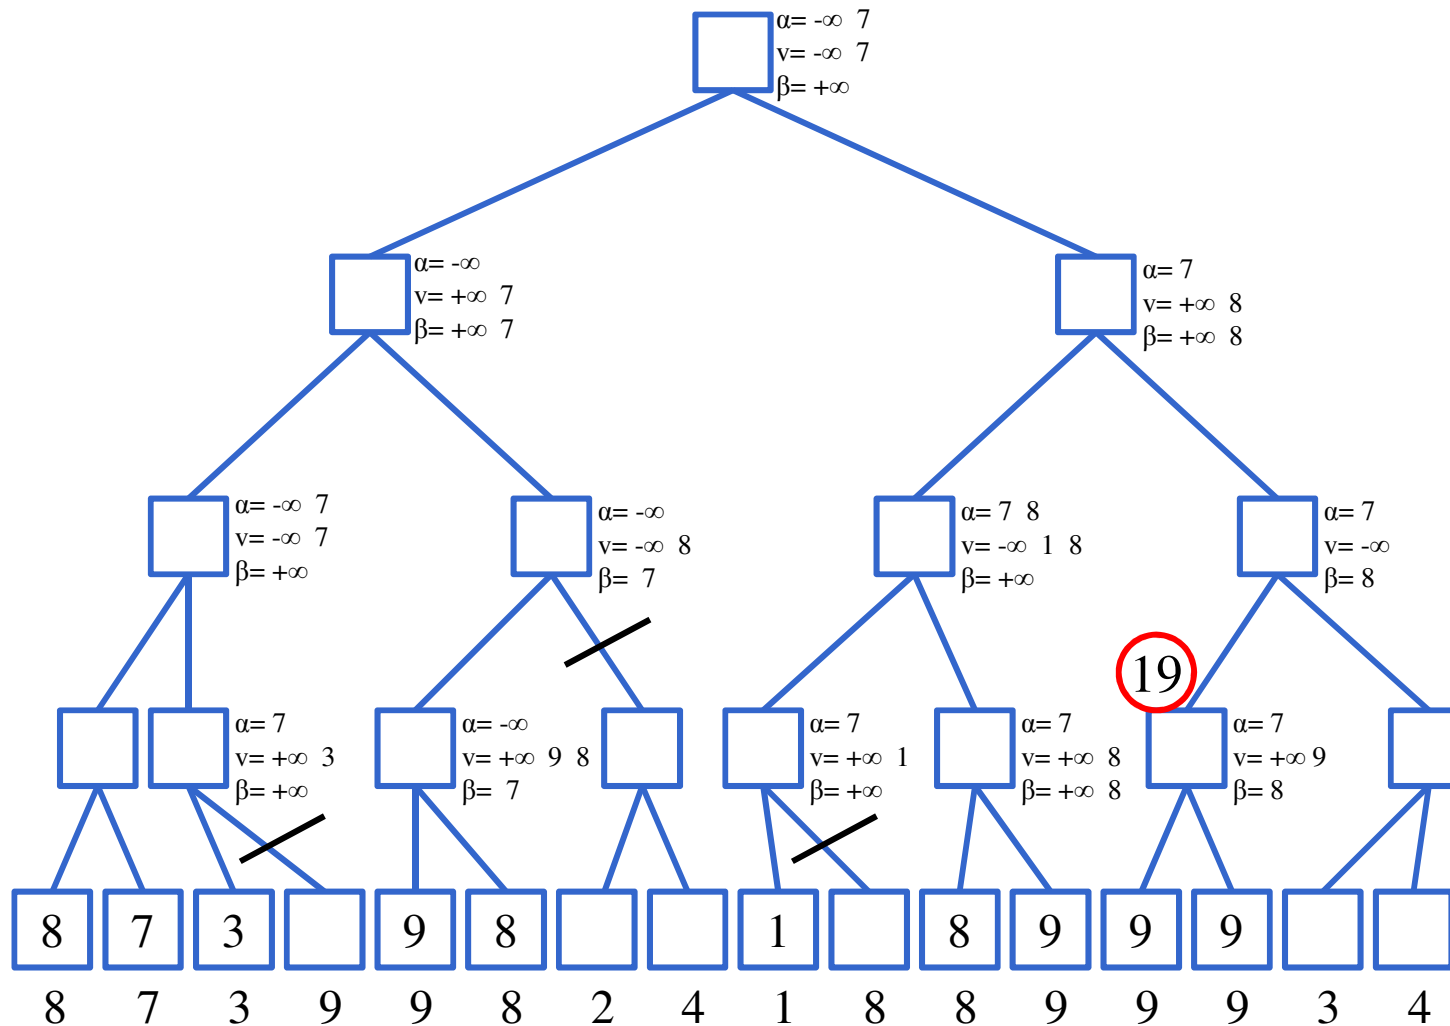 α= -∞ 7
v= -∞ 7
β= +∞
α= -∞
v= +∞ 7
β= +∞ 7
α= 7
v= +∞ 8
β= +∞ 8
α= -∞ 7
v= -∞ 7
β= +∞
α= -∞
v= -∞ 8
β= 7
α= 7 8
v= -∞ 1 8
β= +∞
α= 7
v= -∞
β= 8
19
α= 7
v= +∞ 3
β= +∞
α= -∞
v= +∞ 9 8
β= 7
α= 7
v= +∞ 1
β= +∞
α= 7
v= +∞ 8
β= +∞ 8
α= 7
v= +∞ 9
β= 8
8 7 3 9 8 1 8 9 9 9
8 7 3 9 9 8 2 4 1 8 8 9 9 9 3 4